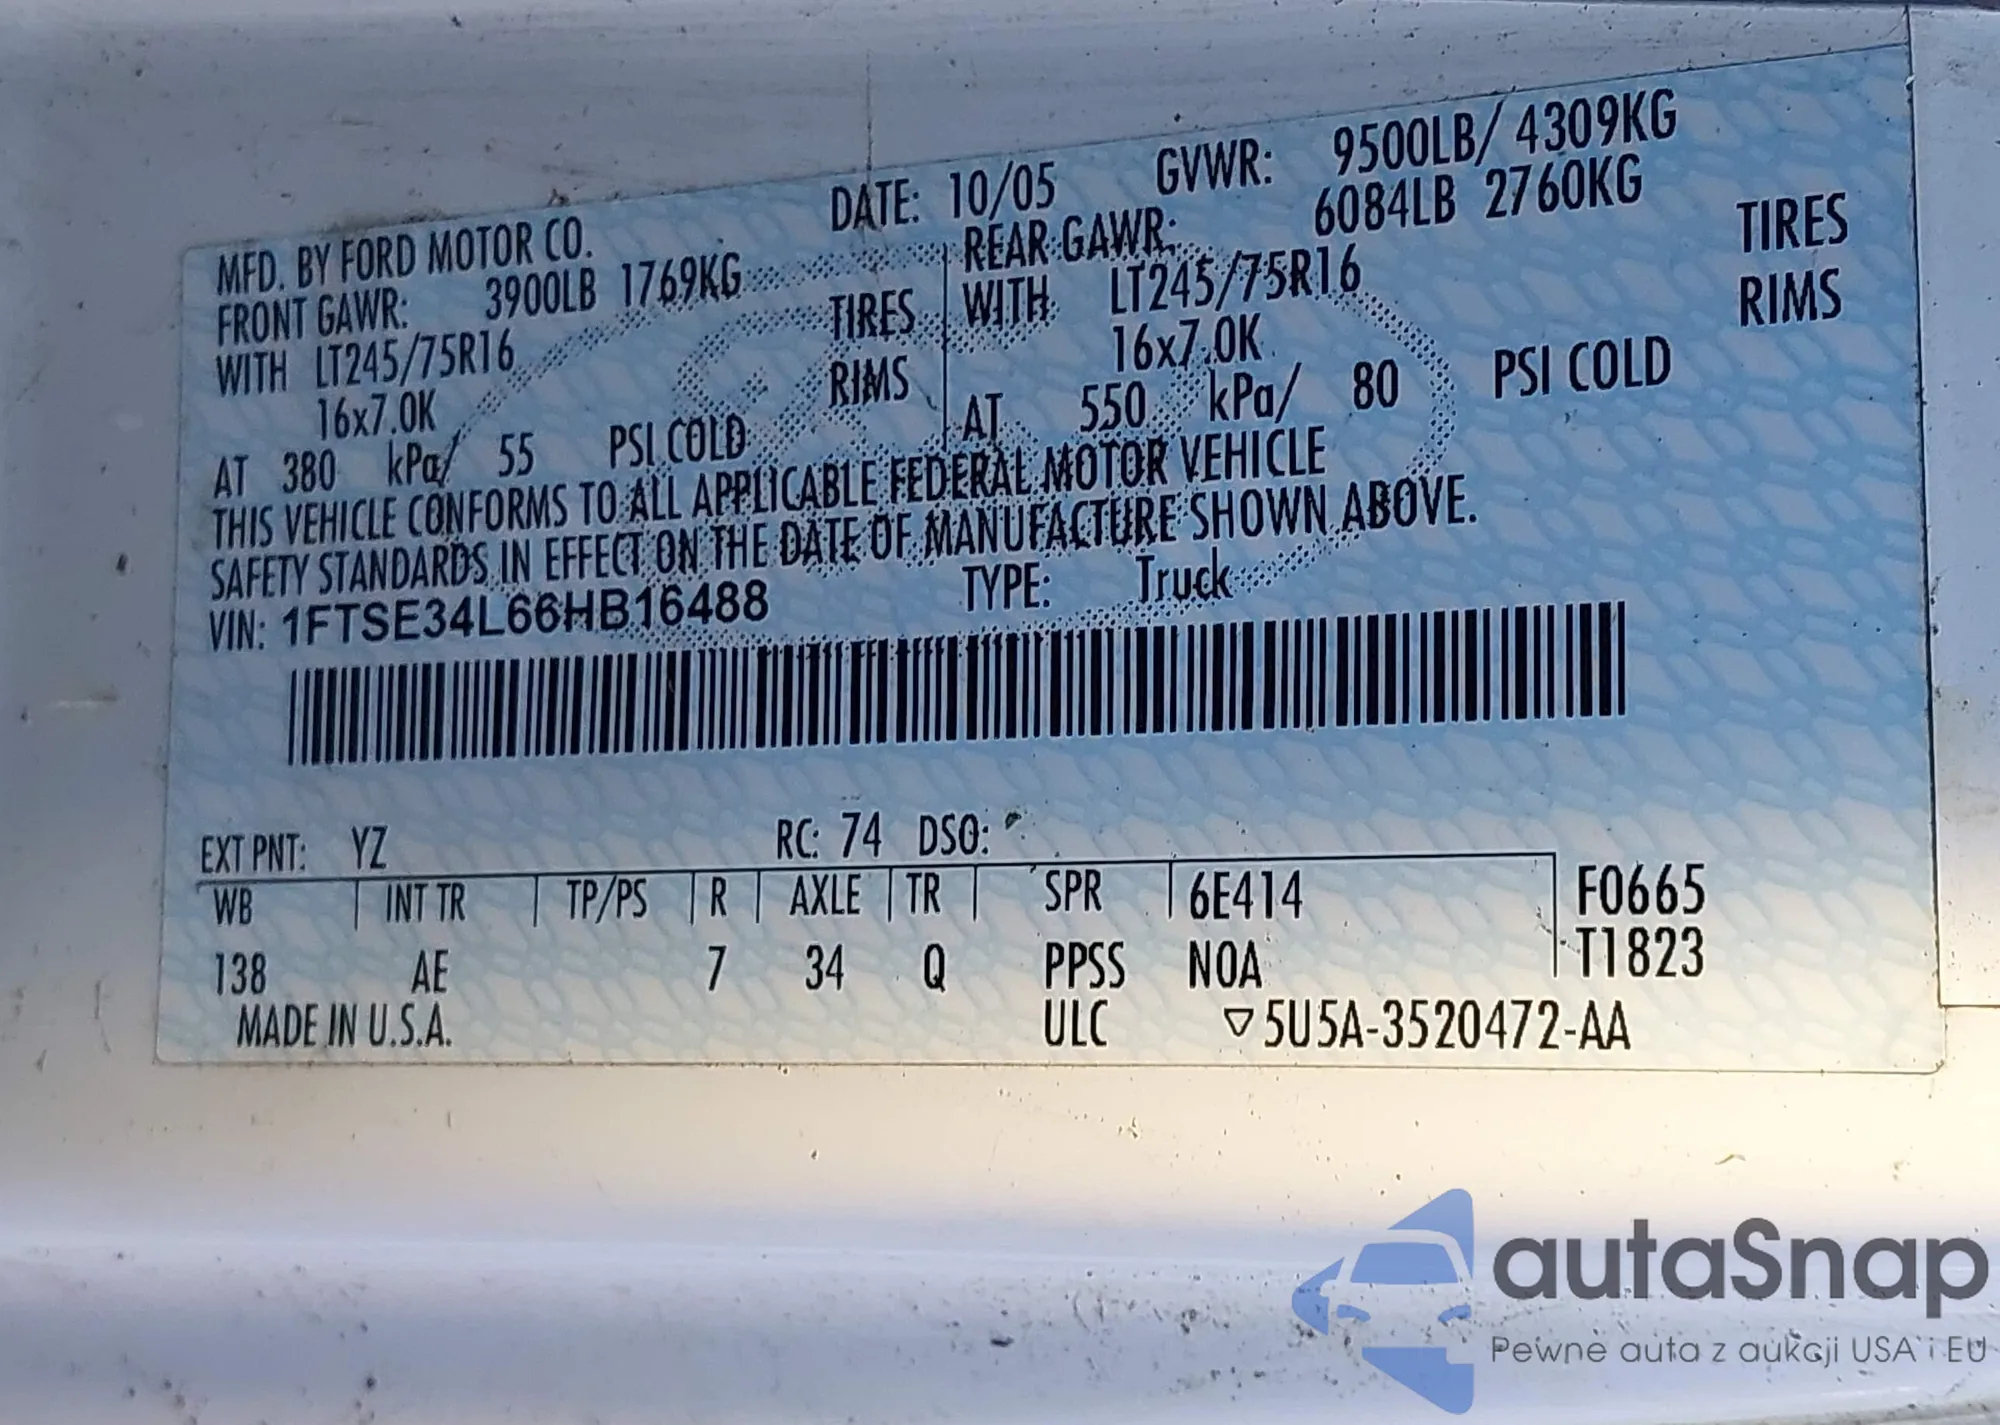 MFD. BY FORD MOTOR CO. DATE: 10/05 GVWR: 9500LB/ 4309KG
FRONT GAWR: 3900LB 1769KG REAR GAWR: 6084LB 2760KG
WITH LT245/75R16 TIRES WITH LT245/75R16 TIRES
16x7.0K RIMS 16x7.0K RIMS
AT 380 kPa/ 55 PSI COLD AT 550 kPa/ 80 PSI COLD
THIS VEHICLE CONFORMS TO ALL APPLICABLE FEDERAL MOTOR VEHICLE
SAFETY STANDARDS IN EFFECT ON THE DATE OF MANUFACTURE SHOWN ABOVE.
VIN: 1FTSE34L66HB16488 TYPE: Truck
EXT PNT: YZ RC: 74 DSO:
WB INT TR TP/PS R AXLE TR SPR 6E414 F0665
138 AE 7 34 Q PPSS NOA T1823
MADE IN U.S.A. ULC ▽5U5A-3520472-AA
autaSnap
Pewne auta z aukcji USA i EU